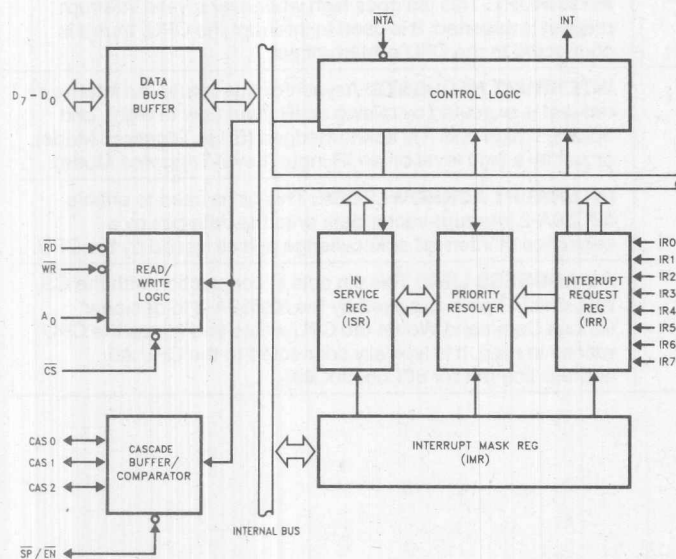 INTA
INT
DATA
BUS
BUFFER
D7-D0
CONTROL LOGIC
RD
WR
A0
CS
READ/
WRITE
LOGIC
IN
SERVICE
REG
(ISR)
PRIORITY
RESOLVER
INTERRUPT
REQUEST
REG
(IRR)
IR0
IR1
IR2
IR3
IR4
IR5
IR6
IR7
CAS 0
CAS 1
CAS 2
CASCADE
BUFFER/
COMPARATOR
INTERRUPT MASK REG
(IMR)
INTERNAL BUS
SP / EN